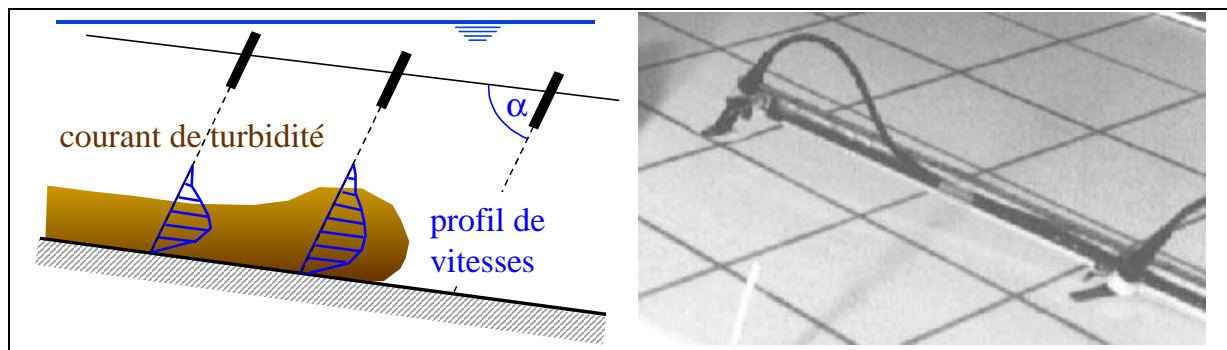 α
courant de turbidité
profil de
vitesses